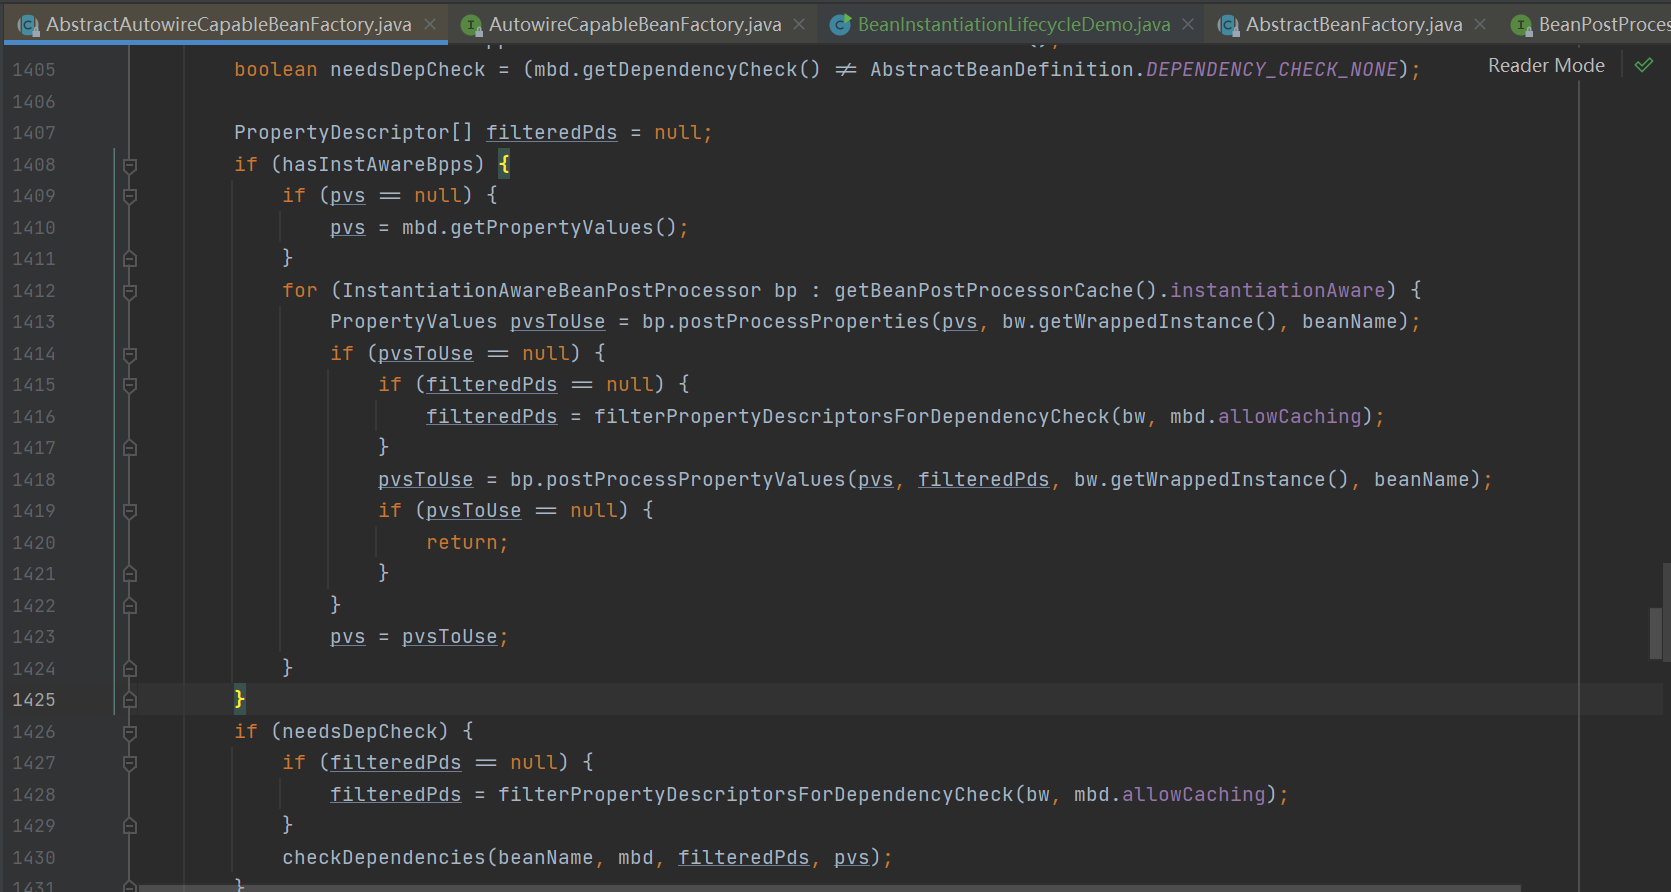 AbstractAutowireCapableBeanFactory.java AutowireCapableBeanFactory.java BeanInstantiationLifecycleDemo.java AbstractBeanFactory.java
Reader Mode
1405 boolean needsDepCheck = (mbd.getDependencyCheck() != AbstractBeanDefinition.DEPENDENCY_CHECK_NONE);
1406
1407 PropertyDescriptor[] filteredPds = null;
1408 if (hasInstAwareBpps) {
1409 if (pvs == null) {
1410 pvs = mbd.getPropertyValues();
1411 }
1412 for (InstantiationAwareBeanPostProcessor bp : getBeanPostProcessorCache().instantiationAware) {
1413 PropertyValues pvsToUse = bp.postProcessProperties(pvs, bw.getWrappedInstance(), beanName);
1414 if (pvsToUse == null) {
1415 if (filteredPds == null) {
1416 filteredPds = filterPropertyDescriptorsForDependencyCheck(bw, mbd.allowCaching);
1417 }
1418 pvsToUse = bp.postProcessPropertyValues(pvs, filteredPds, bw.getWrappedInstance(), beanName);
1419 if (pvsToUse == null) {
1420 return;
1421 }
1422 }
1423 pvs = pvsToUse;
1424 }
1425 }
1426 if (needsDepCheck) {
1427 if (filteredPds == null) {
1428 filteredPds = filterPropertyDescriptorsForDependencyCheck(bw, mbd.allowCaching);
1429 }
1430 checkDependencies(beanName, mbd, filteredPds, pvs);
1431 }